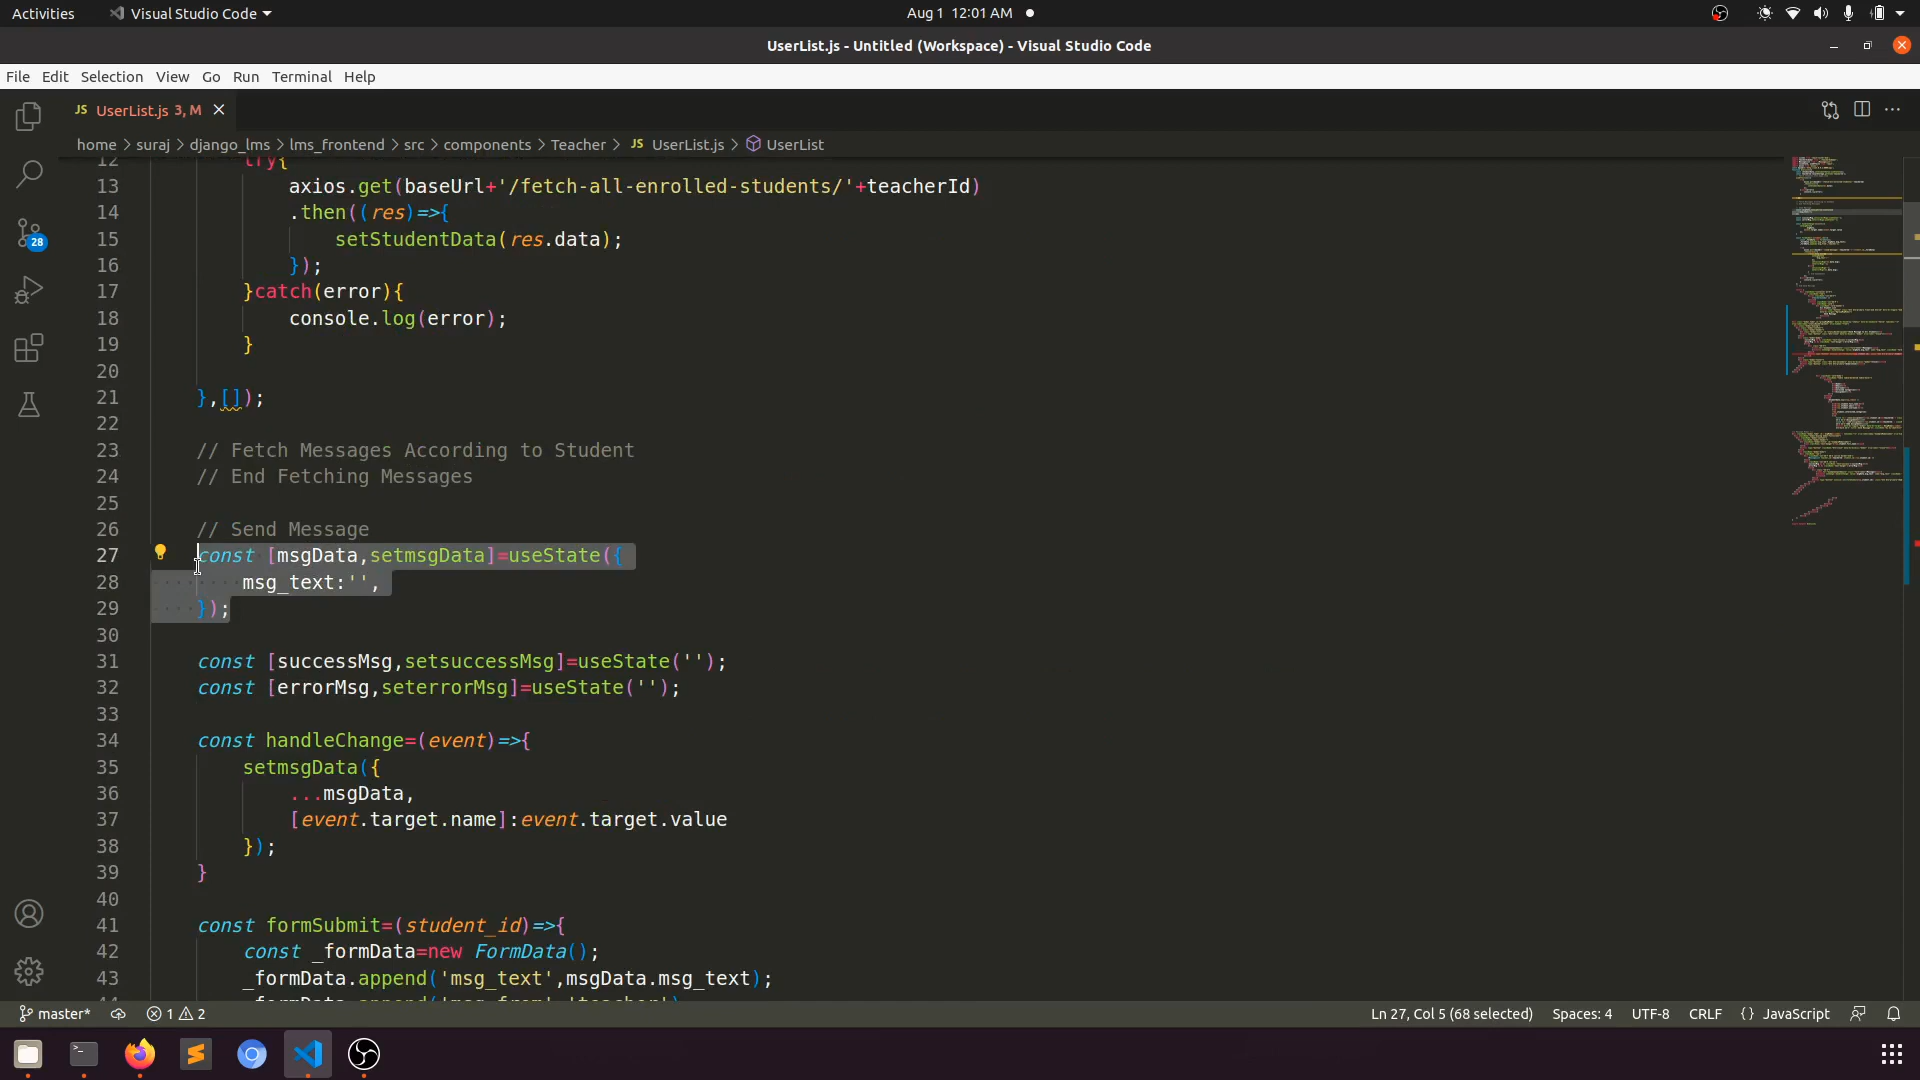 Activities
Visual Studio Code
Aug 1 12:01 AM
UserList.js - Untitled (Workspace) - Visual Studio Code
File Edit Selection View Go Run Terminal Help
JS UserList.js 3, M
home > suraj > django_lms > lms_frontend > src > components > Teacher > JS UserList.js > UserList
12 try{
13 axios.get(baseUrl+'/fetch-all-enrolled-students/'+teacherId)
14 .then((res)=>{
15 setStudentData(res.data);
16 });
17 }catch(error){
18 console.log(error);
19 }
20
21 },[]);
22
23 // Fetch Messages According to Student
24 // End Fetching Messages
25
26 // Send Message
27 const [msgData,setmsgData]=useState({
28 msg_text:'',
29 });
30
31 const [successMsg,setsuccessMsg]=useState('');
32 const [errorMsg,seterrorMsg]=useState('');
33
34 const handleChange=(event)=>{
35 setmsgData({
36 ...msgData,
37 [event.target.name]:event.target.value
38 });
39 }
40
41 const formSubmit=(student_id)=>{
42 const _formData=new FormData();
43 _formData.append('msg_text',msgData.msg_text);
28
master* 1 2 Ln 27, Col 5 (68 selected) Spaces: 4 UTF-8 CRLF {} JavaScript